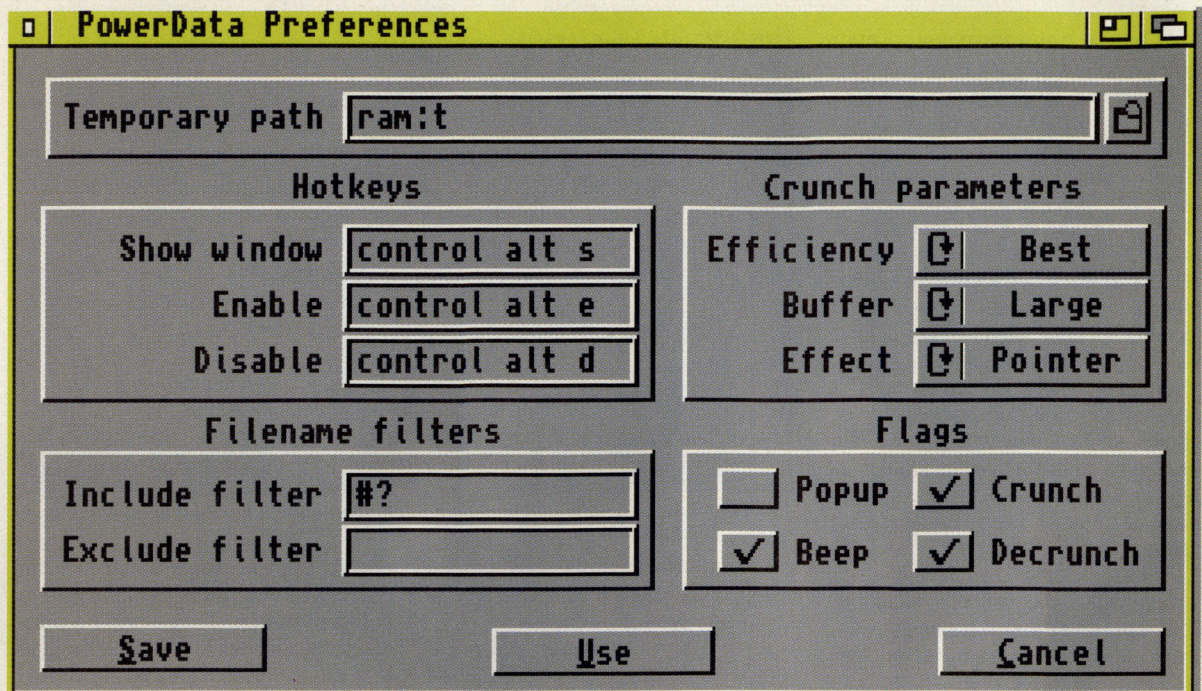 PowerData Preferences
Temporary path ram:t
Hotkeys
Show window control alt s
Enable control alt e
Disable control alt d
Crunch parameters
Efficiency Best
Buffer Large
Effect Pointer
Filename filters
Include filter #?
Exclude filter
Flags
Popup Crunch
Beep Decrunch
Save Use Cancel